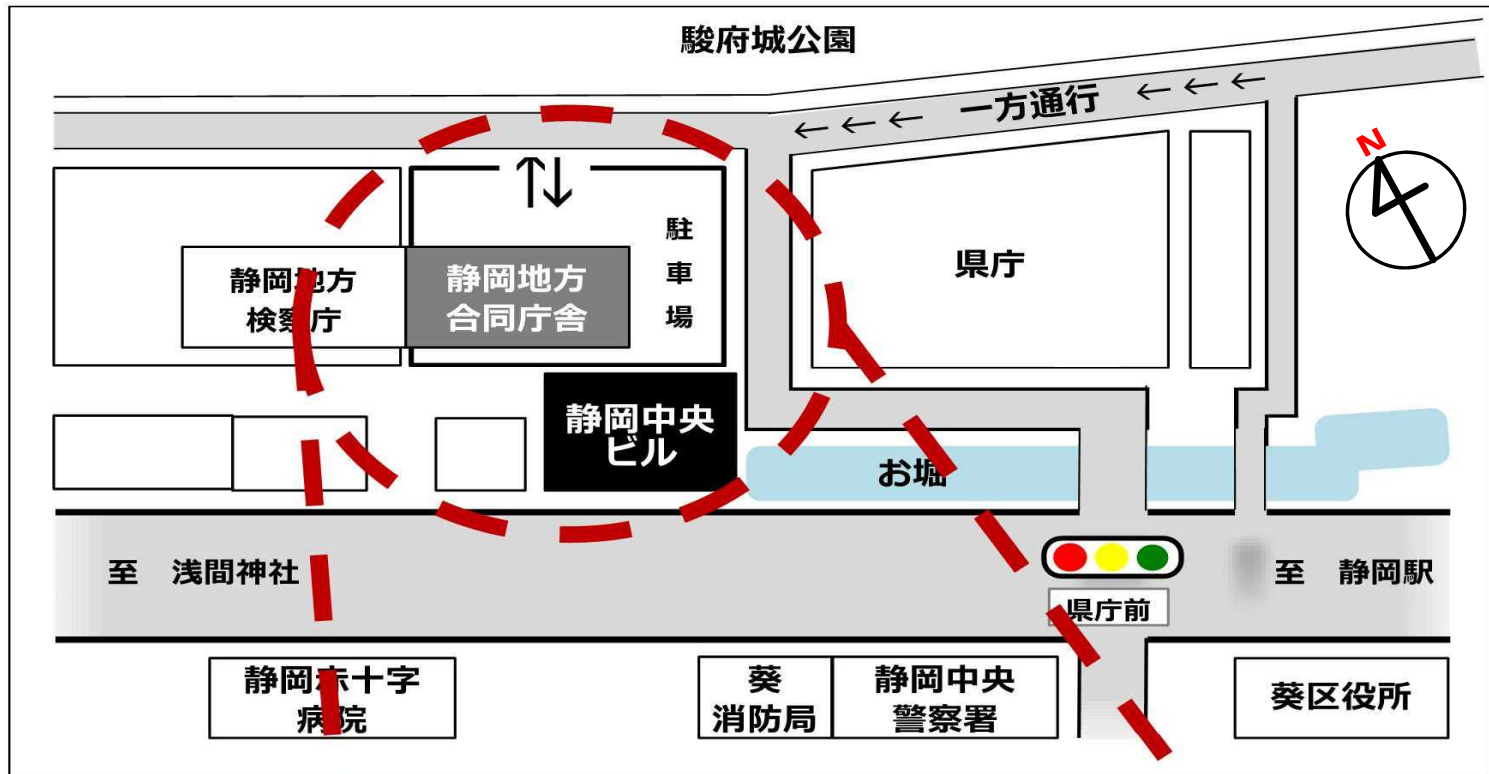 駿府城公園
← ← ← 一方通行 ← ← ←
N
↑↓
駐車場
県庁
静岡地方
検察庁
静岡地方
合同庁舎
静岡中央
ビル
お堀
至 浅間神社
至 静岡駅
県庁前
静岡赤十字
病院
葵
消防局
静岡中央
警察署
葵区役所